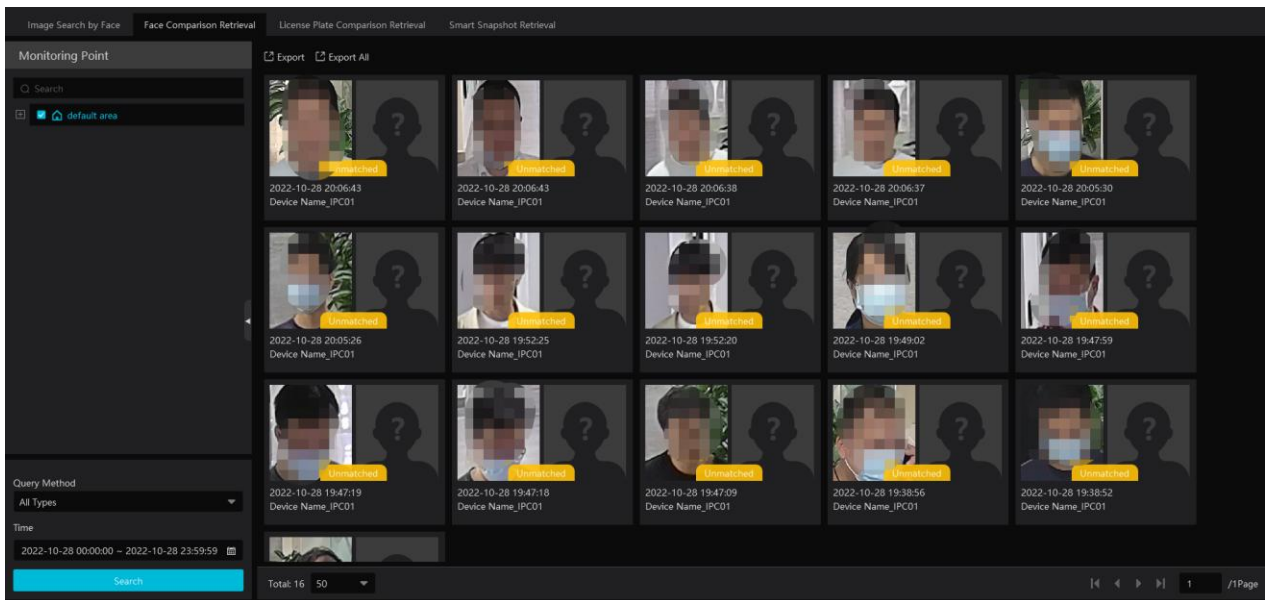 Image Search by Face Face Comparison Retrieval License Plate Comparison Retrieval Smart Snapshot Retrieval
Monitoring Point
Search
default area
Query Method
All Types
Time
2022-10-28 00:00:00 ~ 2022-10-28 23:59:59
Search
Export Export All
Unmatched Unmatched Unmatched Unmatched Unmatched
2022-10-28 20:06:43 2022-10-28 20:06:43 2022-10-28 20:06:38 2022-10-28 20:06:37 2022-10-28 20:05:30
Device Name_IPC01 Device Name_IPC01 Device Name_IPC01 Device Name_IPC01 Device Name_IPC01
Unmatched Unmatched Unmatched Unmatched Unmatched
2022-10-28 20:05:26 2022-10-28 19:52:25 2022-10-28 19:52:20 2022-10-28 19:49:02 2022-10-28 19:47:59
Device Name_IPC01 Device Name_IPC01 Device Name_IPC01 Device Name_IPC01 Device Name_IPC01
Unmatched Unmatched Unmatched Unmatched Unmatched
2022-10-28 19:47:19 2022-10-28 19:47:18 2022-10-28 19:47:09 2022-10-28 19:38:56 2022-10-28 19:38:52
Device Name_IPC01 Device Name_IPC01 Device Name_IPC01 Device Name_IPC01 Device Name_IPC01
Total: 16 50 1 /1Page